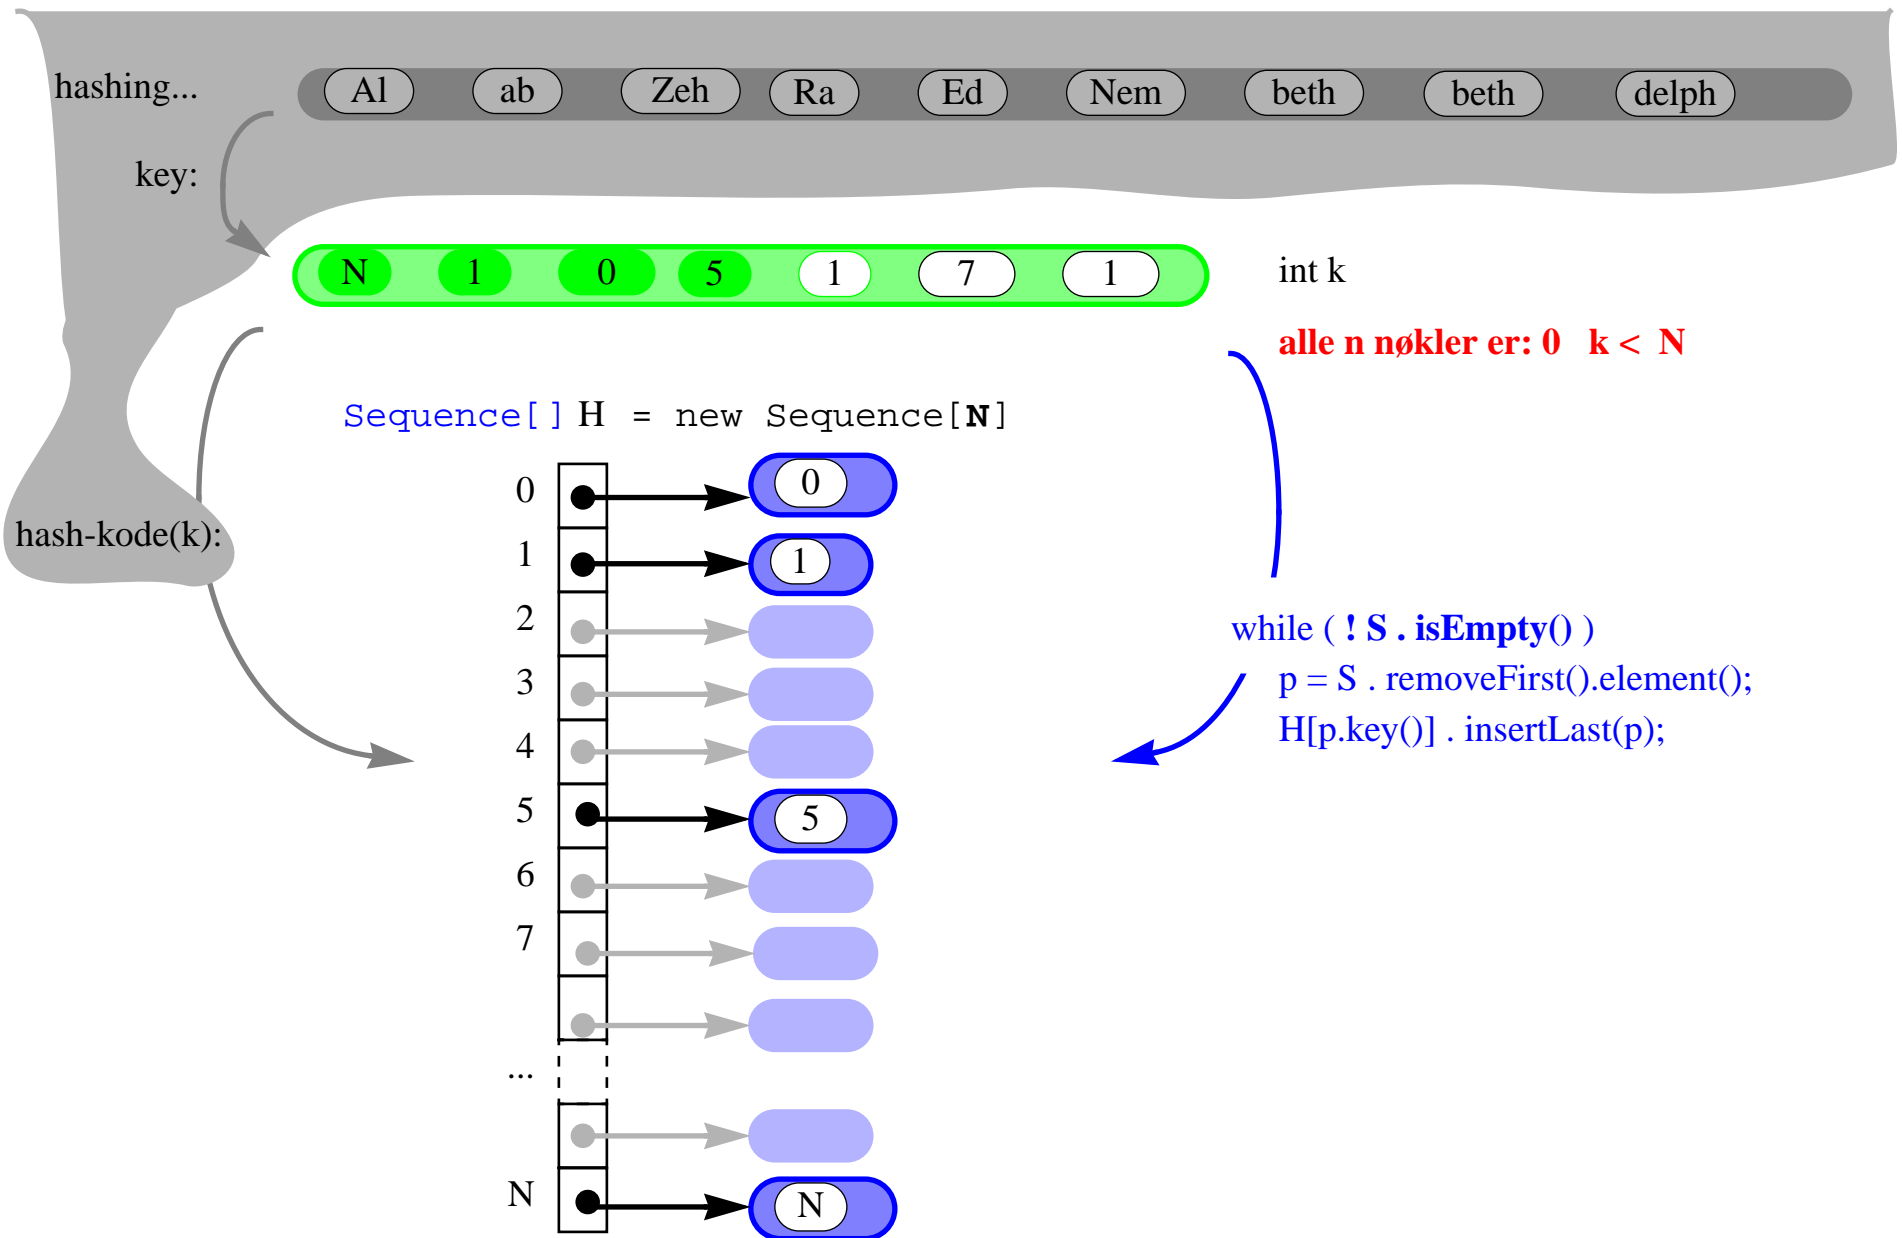 hashing... Al ab Zeh Ra Ed Nem beth beth delph
key:
N 1 0 5 1 7 1 int k
alle n nøkler er: 0 k < N
Sequence[] H = new Sequence[N]
0 0
hash-kode(k):
1 1
2
while ( ! S . isEmpty() )
3
p = S . removeFirst().element();
4
H[p.key()] . insertLast(p);
5 5
6
7
...
N N